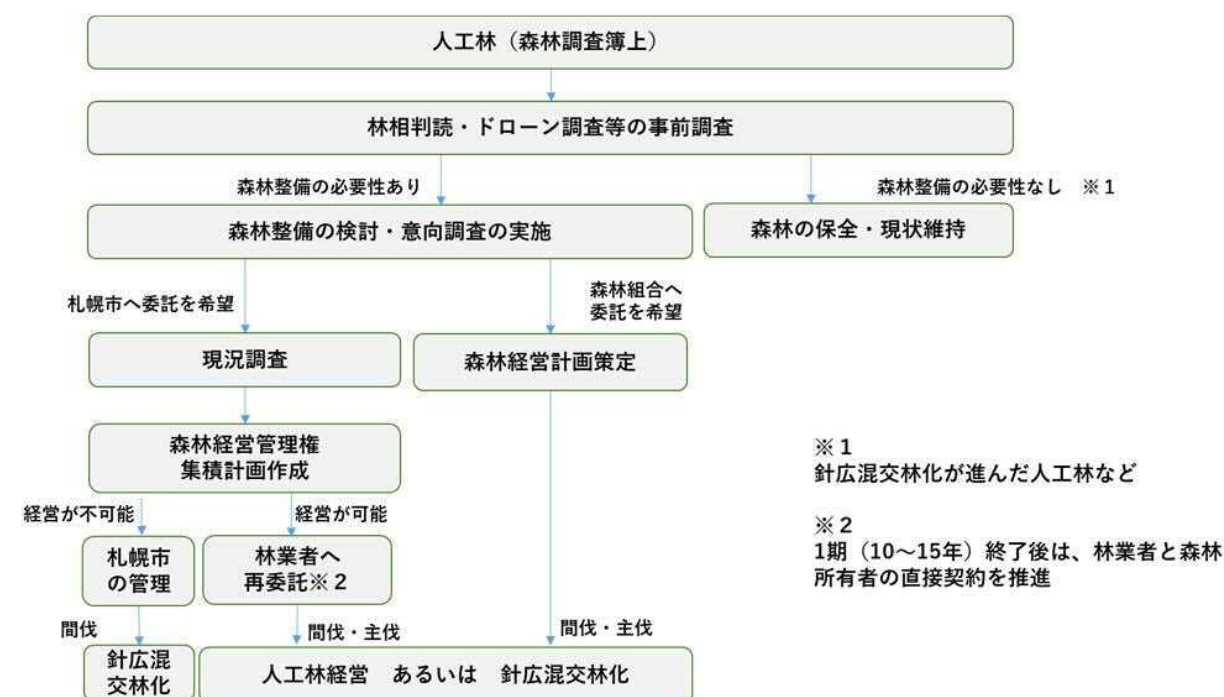 人工林（森林調査簿上）
林相判読・ドローン調査等の事前調査
森林整備の必要性あり
森林整備の必要性なし　※１
森林整備の検討・意向調査の実施
森林の保全・現状維持
札幌市へ委託を希望
森林組合へ
委託を希望
現況調査
森林経営計画策定
森林経営管理権
集積計画作成
※１
針広混交林化が進んだ人工林など
経営が不可能
経営が可能
札幌市
の管理
林業者へ
再委託※２
※２
1期（10～15年）終了後は、林業者と森林
所有者の直接契約を推進
間伐
間伐・主伐
間伐・主伐
針広混
交林化
人工林経営　あるいは　針広混交林化